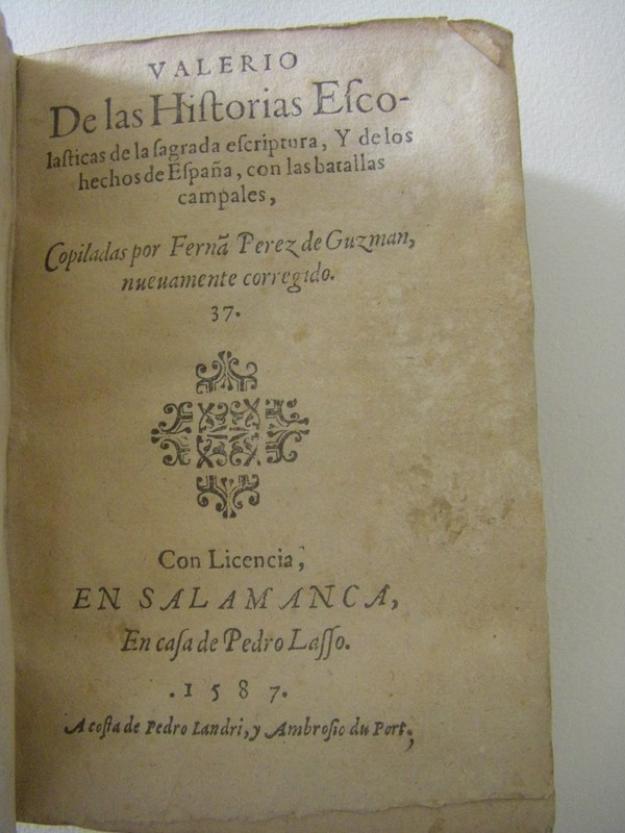 VALERIO
De las Hiſtorias Eſco-
laſticas de la ſagrada eſcriptura, Y de los
hechos de Eſpaña, con las batallas
campales,
Copiladas por Fernã Perez de Guzman,
nueuamente corregido.
37.
Con Licencia,
EN SALAMANCA,
En caſa de Pedro Laſſo.
.1587.
A coſta de Pedro Landri, y Ambroſio du Port,